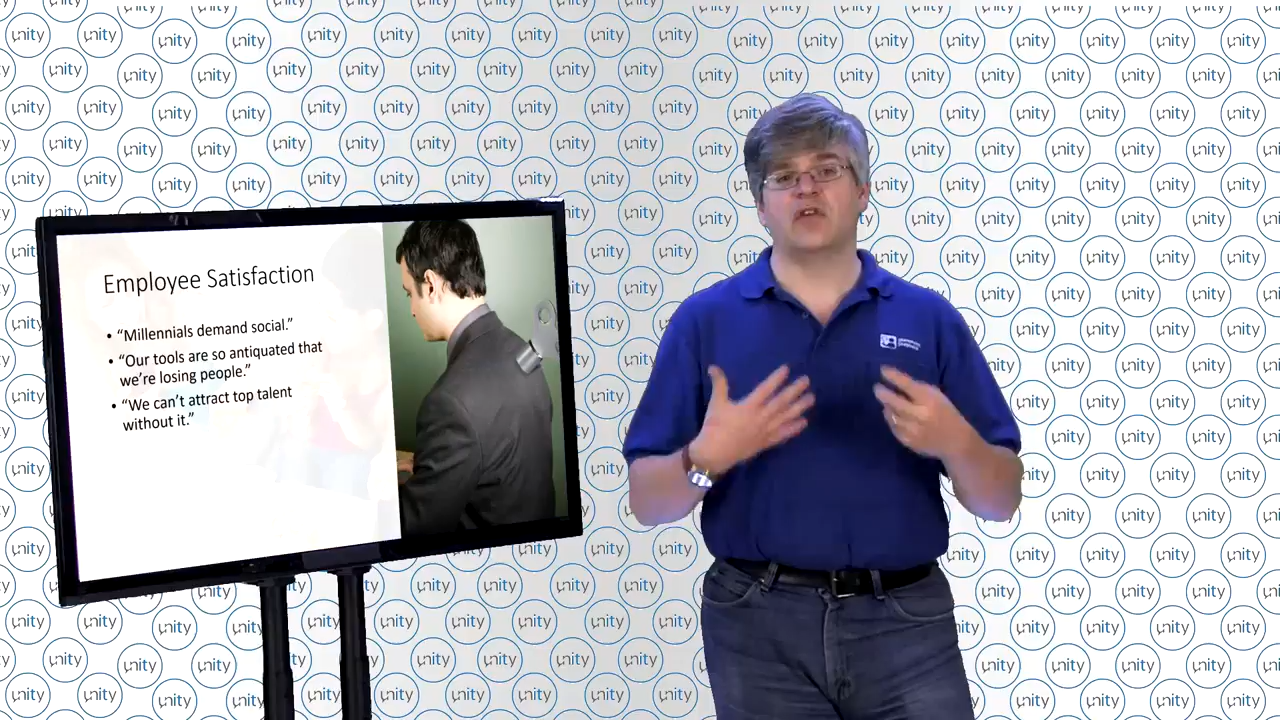 Employee Satisfaction
• “Millennials demand social.”
• “Our tools are so antiquated that
we’re losing people.”
• “We can’t attract top talent
without it.”
unity